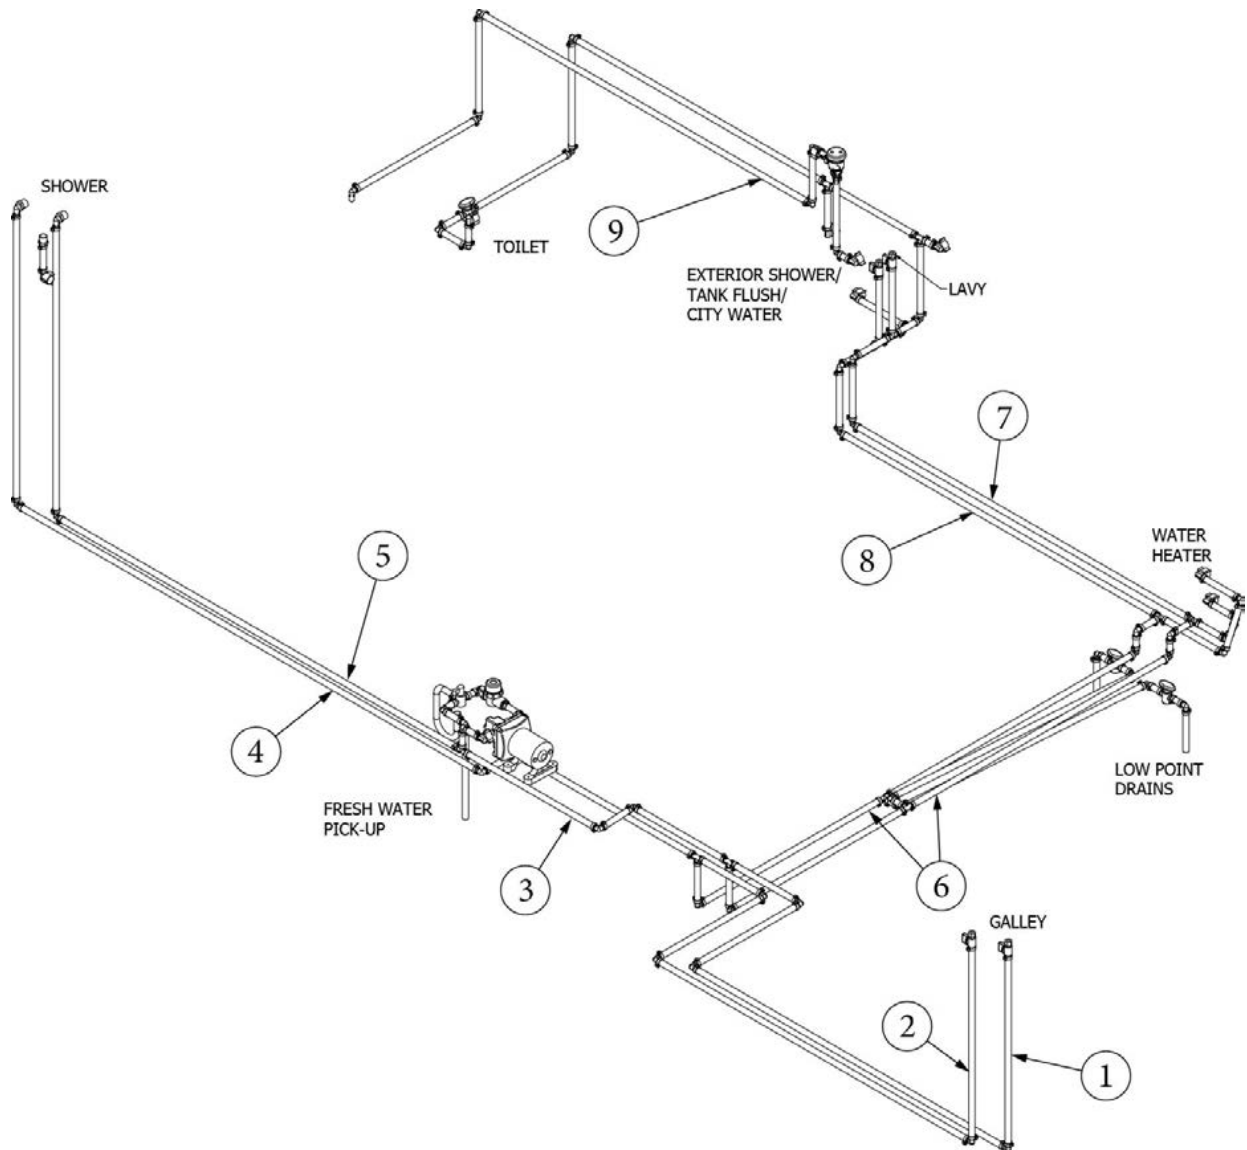 SHOWER
TOILET
9
EXTERIOR SHOWER/
TANK FLUSH/
CITY WATER
LAVY
7
8
WATER
HEATER
5
4
FRESH WATER
PICK-UP
3
LOW POINT
DRAINS
6
GALLEY
2
1